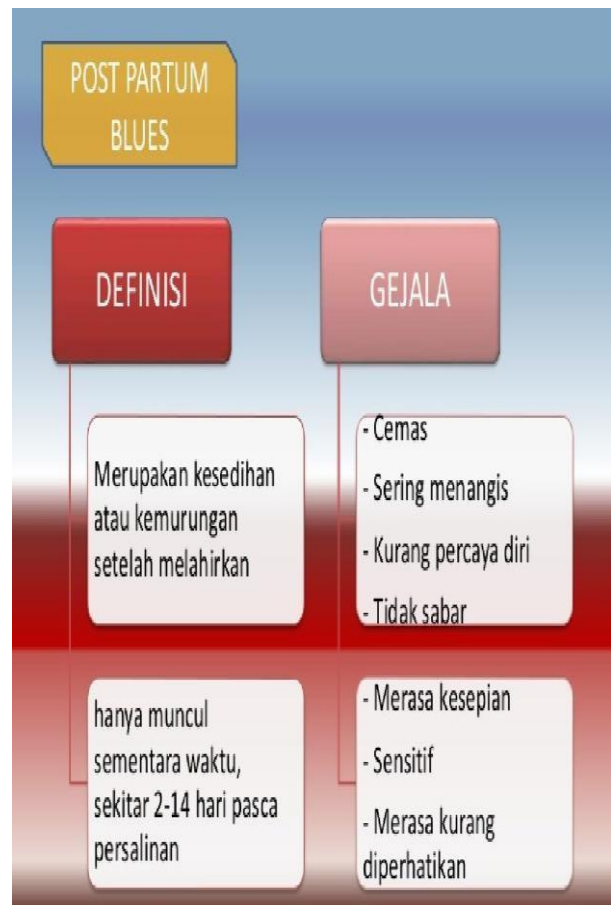 POST PARTUM
BLUES
DEFINISI
Merupakan kesedihan
atau kemurungan
setelah melahirkan
hanya muncul
sementara waktu,
sekitar 2-14 hari pasca
persalinan
GEJALA
- Cemas
- Sering menangis
- Kurang percaya diri
- Tidak sabar
- Merasa kesepian
- Sensitif
- Merasa kurang
diperhatikan